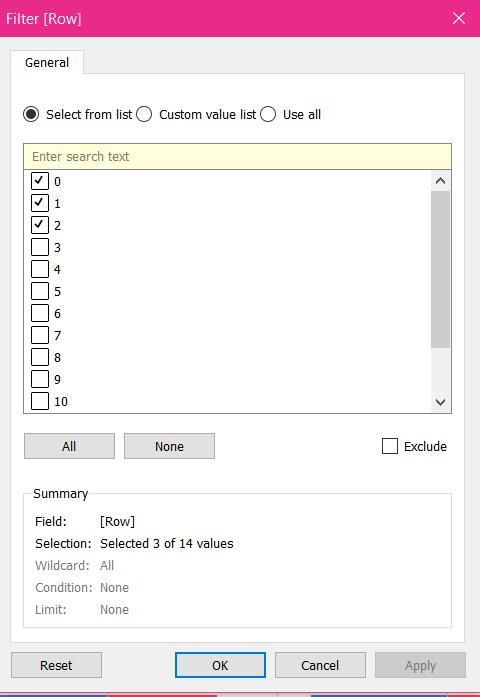 Filter [Row]
General
Select from list Custom value list Use all
Enter search text
0
1
2
3
4
5
6
7
8
9
10
All None Exclude
Summary
Field: [Row]
Selection: Selected 3 of 14 values
Wildcard: All
Condition: None
Limit: None
Reset OK Cancel Apply